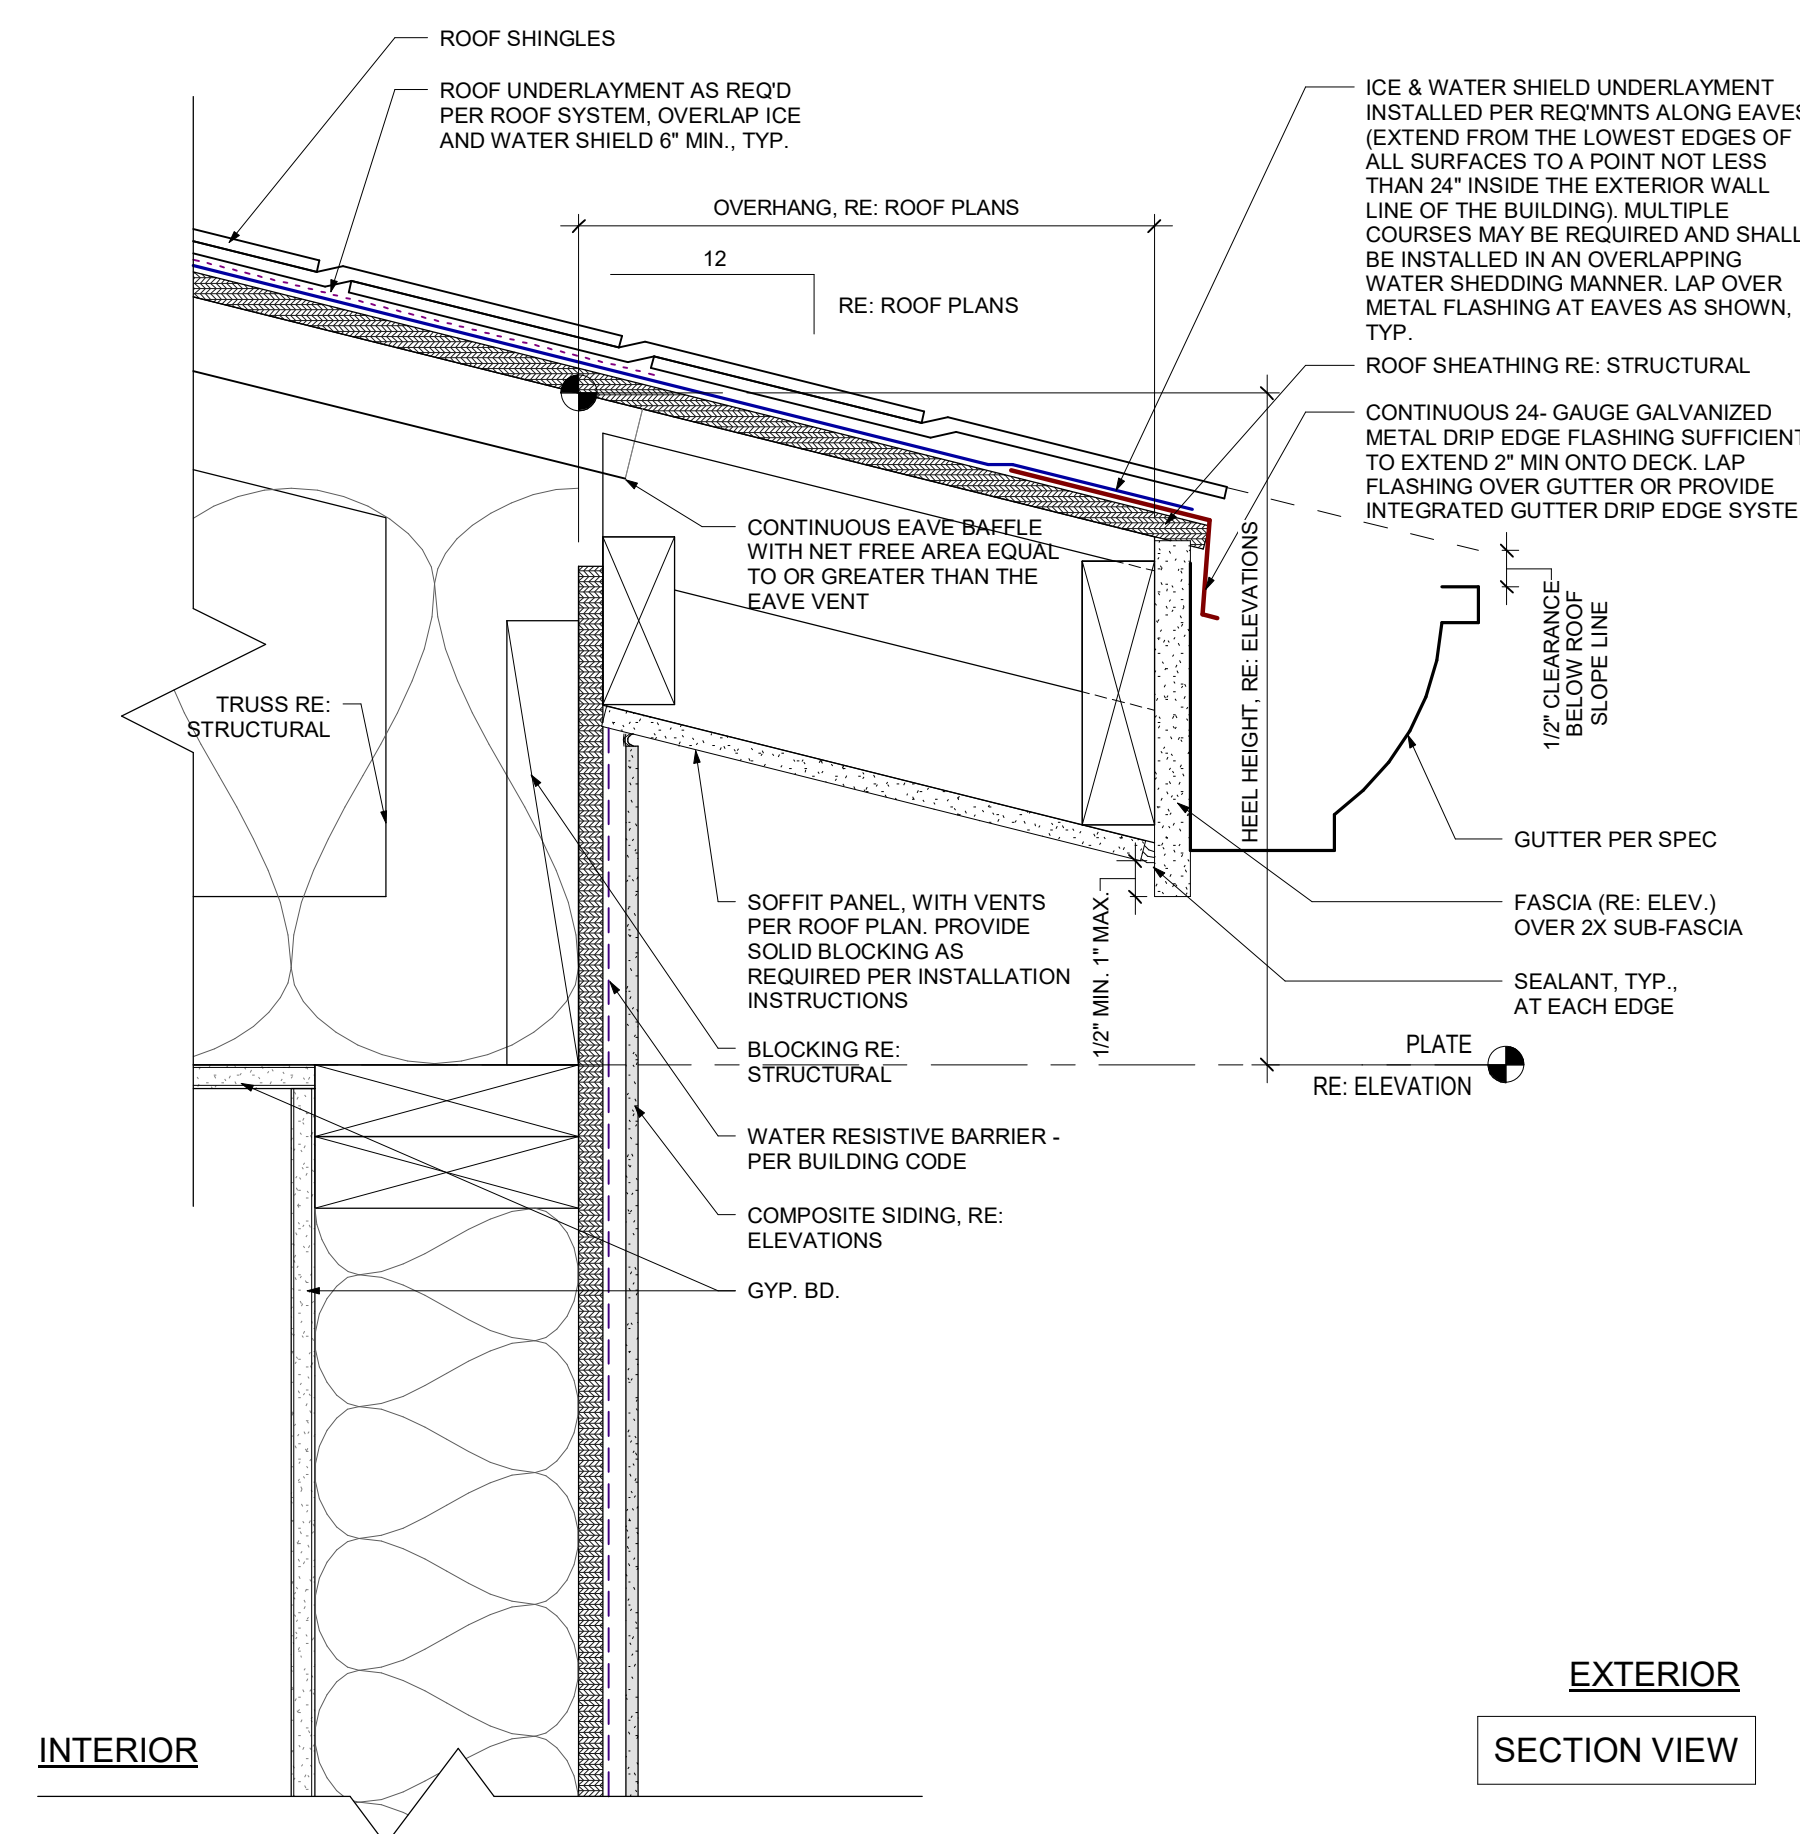 ROOF SHINGLES
ROOF UNDERLAYMENT AS REQ'D
PER ROOF SYSTEM, OVERLAP ICE
AND WATER SHIELD 6" MIN., TYP.
ICE & WATER SHIELD UNDERLAYMENT
INSTALLED PER REQ'MNTS ALONG EAVES
(EXTEND FROM THE LOWEST EDGES OF
ALL SURFACES TO A POINT NOT LESS
THAN 24" INSIDE THE EXTERIOR WALL
LINE OF THE BUILDING). MULTIPLE
COURSES MAY BE REQUIRED AND SHALL
BE INSTALLED IN AN OVERLAPPING
WATER SHEDDING MANNER. LAP OVER
METAL FLASHING AT EAVES AS SHOWN,
TYP.
OVERHANG, RE: ROOF PLANS
12
RE: ROOF PLANS
ROOF SHEATHING RE: STRUCTURAL
CONTINUOUS 24- GAUGE GALVANIZED
METAL DRIP EDGE FLASHING SUFFICIENT
TO EXTEND 2" MIN ONTO DECK. LAP
FLASHING OVER GUTTER OR PROVIDE
INTEGRATED GUTTER DRIP EDGE SYSTE
CONTINUOUS EAVE BAFFLE
WITH NET FREE AREA EQUAL
TO OR GREATER THAN THE
EAVE VENT
HEEL HEIGHT, RE: ELEVATIONS
1/2" CLEARANCE
BELOW ROOF
SLOPE LINE
TRUSS RE:
STRUCTURAL
GUTTER PER SPEC
SOFFIT PANEL, WITH VENTS
PER ROOF PLAN. PROVIDE
SOLID BLOCKING AS
REQUIRED PER INSTALLATION
INSTRUCTIONS
1/2" MIN. 1" MAX.
FASCIA (RE: ELEV.)
OVER 2X SUB-FASCIA
SEALANT, TYP.,
AT EACH EDGE
BLOCKING RE:
STRUCTURAL
PLATE
RE: ELEVATION
WATER RESISTIVE BARRIER -
PER BUILDING CODE
COMPOSITE SIDING, RE:
ELEVATIONS
GYP. BD.
EXTERIOR
INTERIOR
SECTION VIEW